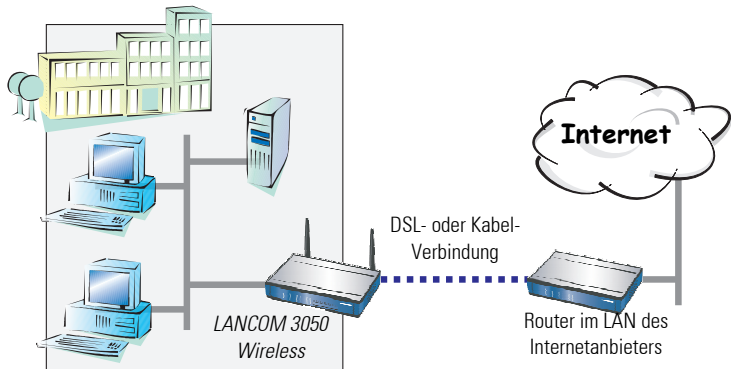 Internet
DSL- oder Kabel-
Verbindung
LANCOM 3050
Wireless
Router im LAN des
Internetanbieters